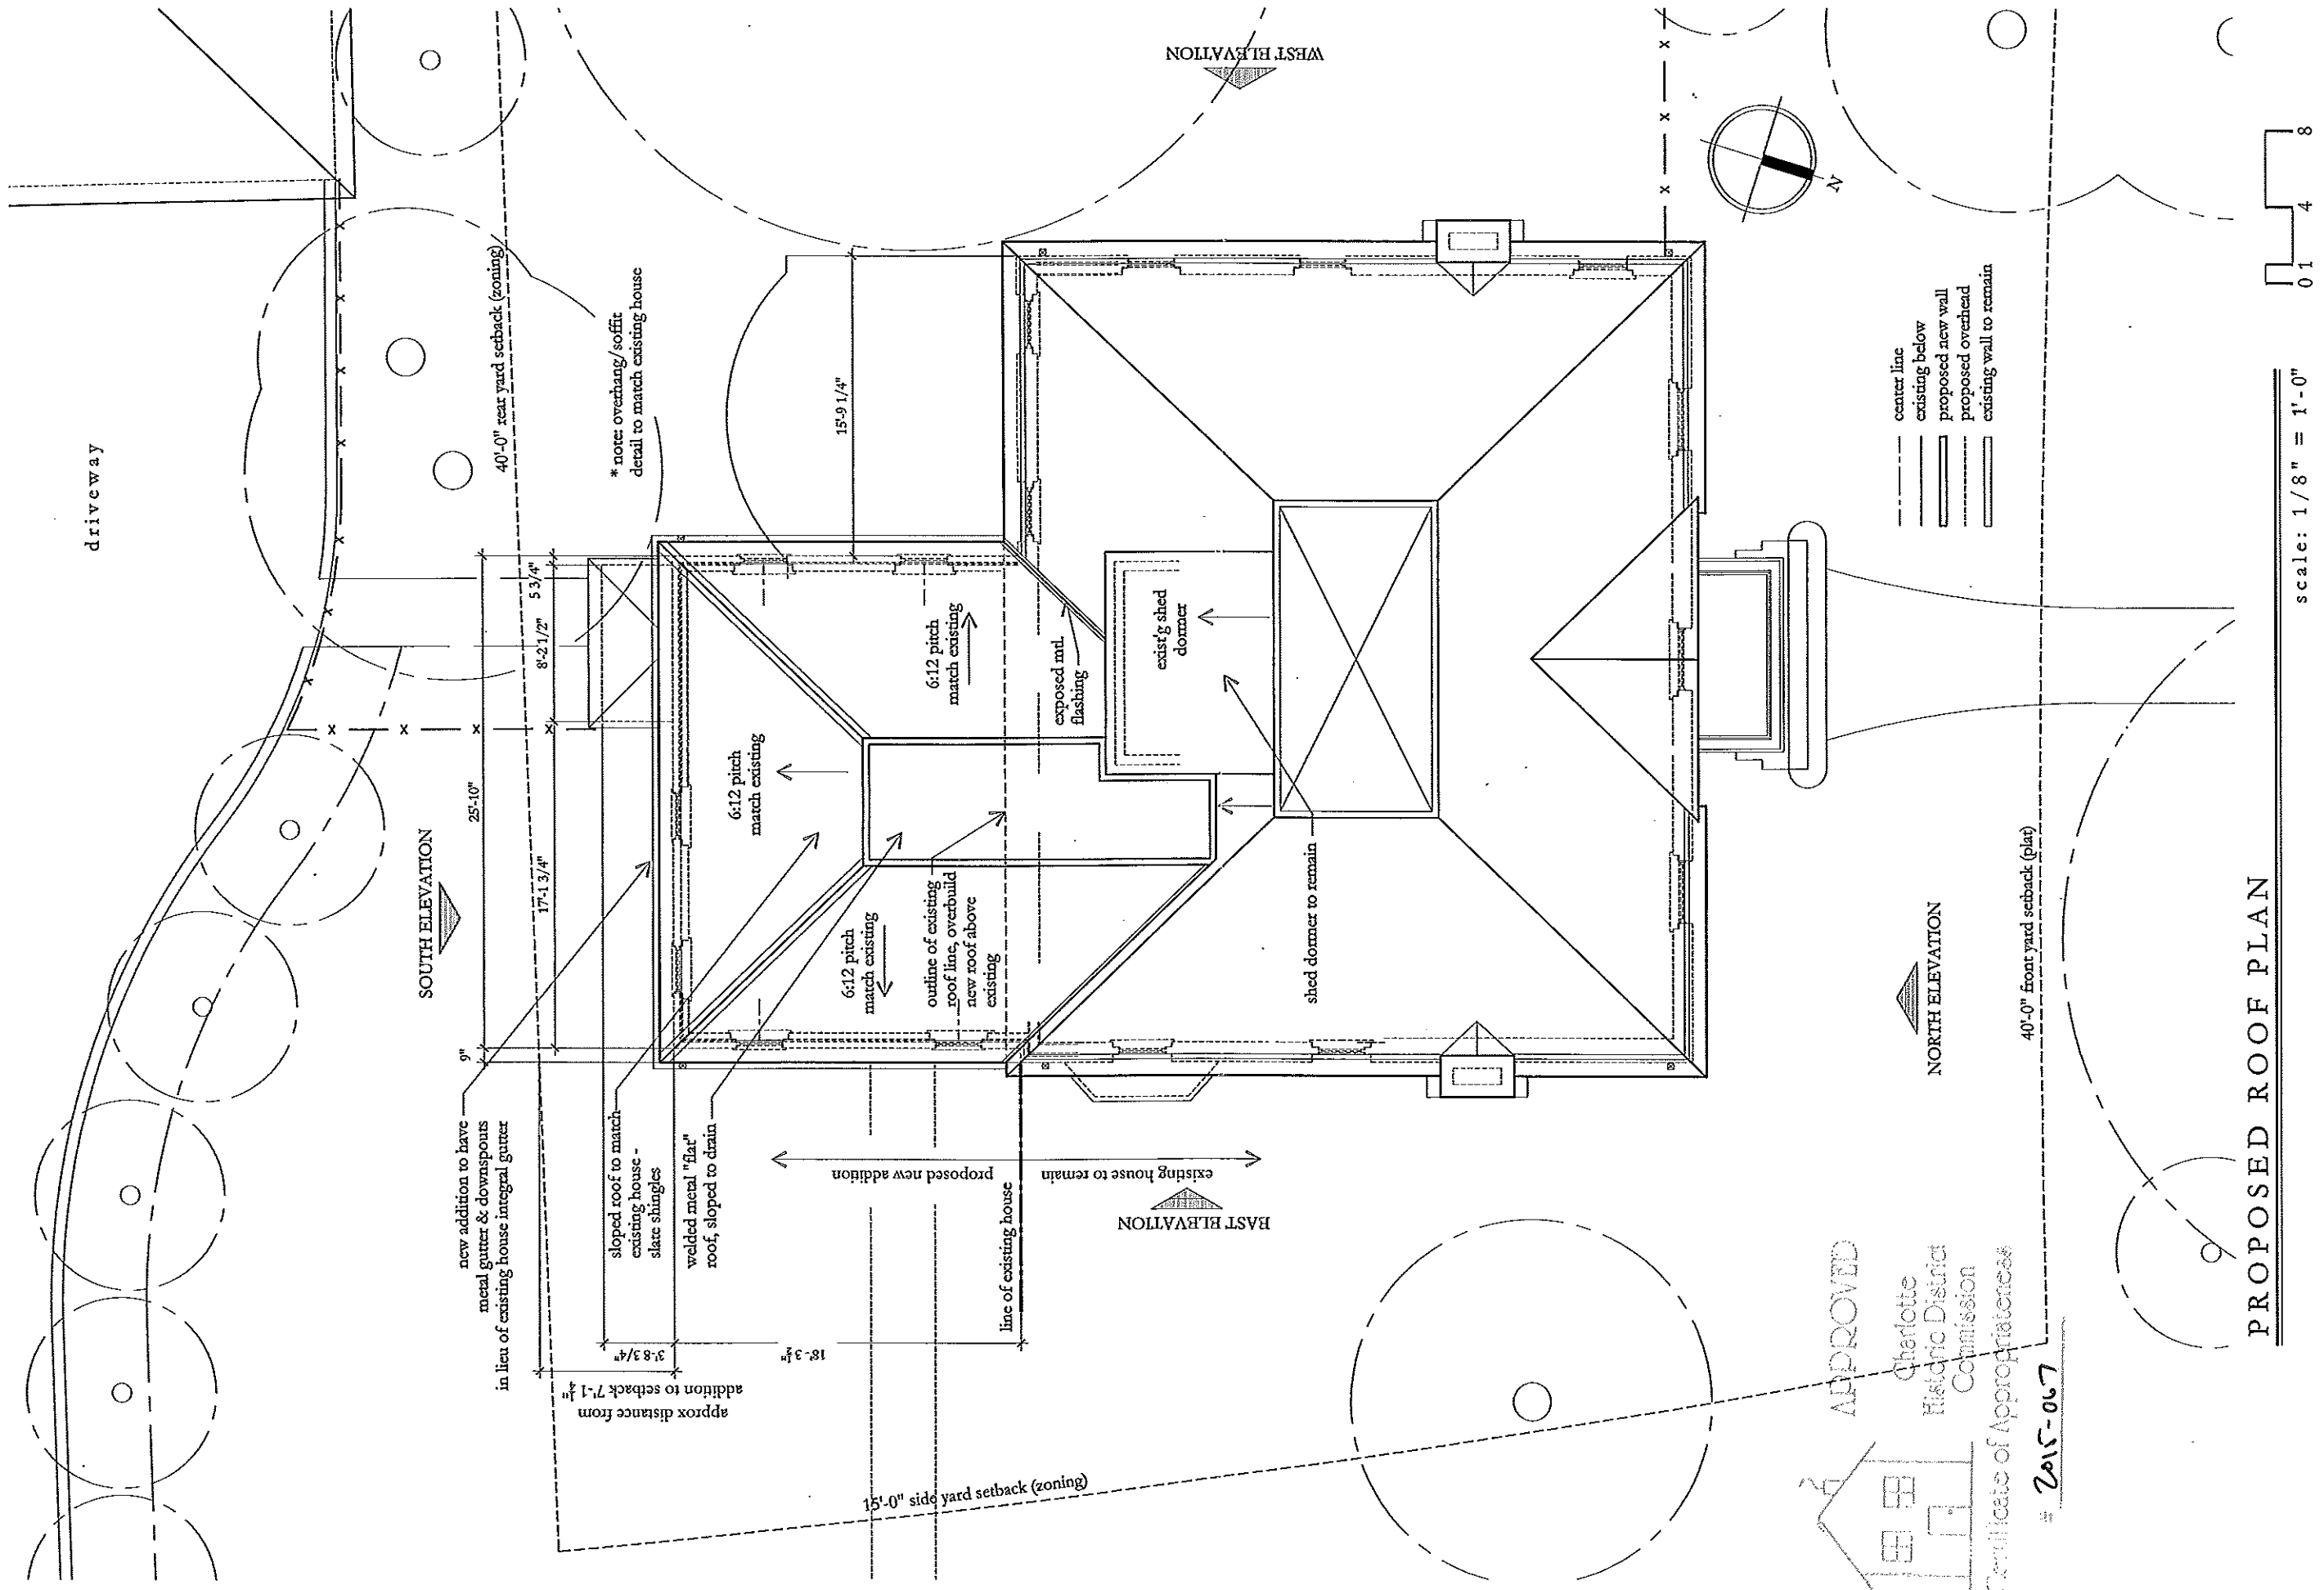 driveway
WEST ELEVATION
40'-0" rear yard setback (zoning)
* note: overhang/soffit
detail to match existing house
15'-9 1/4"
5 3/4"
8'-2 1/2"
25'-10"
17'-1 3/4"
9"
SOUTH ELEVATION
6:12 pitch
match existing
6:12 pitch
match existing
6:12 pitch
match existing
exposed mtl.
flashing
exist'g shed
dormer
outline of existing
roof line, overbuild
new roof above
existing
shed dormer to remain
new addition to have
metal gutter & downspouts
in lieu of existing house integral gutter
sloped roof to match
existing house -
slate shingles
welded metal "flat"
roof, sloped to drain
line of existing house
proposed new addition
existing house to remain
EAST ELEVATION
3'-8 3/4"
18'-3 1/2"
approx distance from
addition to setback 7'-1 1/4"
15'-0" side yard setback (zoning)
NORTH ELEVATION
40'-0" front yard setback (plat)
N
center line
existing below
proposed new wall
proposed overhead
existing wall to remain
APPROVED
Charlotte
Historic District
Commission
Certificate of Appropriateness
# 2015-067
PROPOSED ROOF PLAN
scale: 1/8" = 1'-0"
0 1 4 8
x x x x x x x
x x x x
x x x x